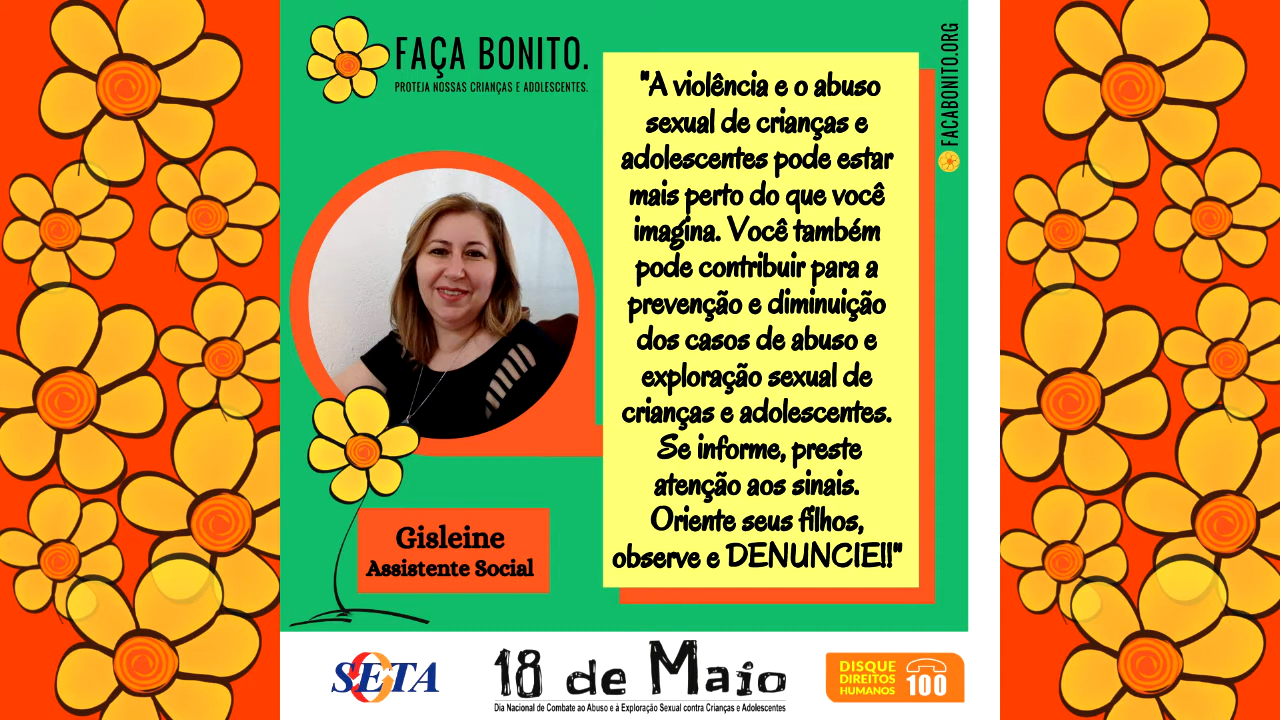 FAÇA BONITO.
PROTEJA NOSSAS CRIANÇAS E ADOLESCENTES.
"A violência e o abuso
sexual de crianças e
adolescentes pode estar
mais perto do que você
imagina. Você também
pode contribuir para a
prevenção e diminuição
dos casos de abuso e
exploração sexual de
crianças e adolescentes.
Se informe, preste
atenção aos sinais.
Oriente seus filhos,
observe e DENUNCIE!!"
FACABONITO.ORG
Gisleine
Assistente Social
SETA
18 de Maio
Dia Nacional de Combate ao Abuso e à Exploração Sexual contra Crianças e Adolescentes
DISQUE
DIREITOS
HUMANOS
100